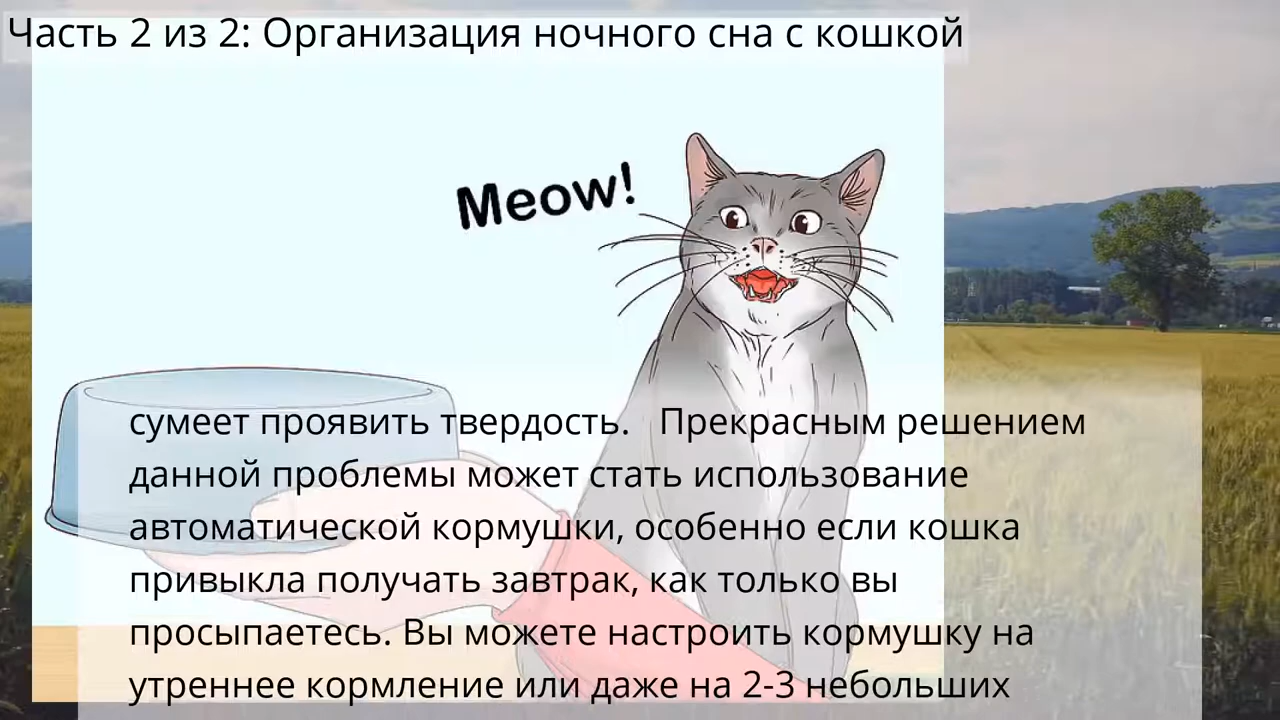 Часть 2 из 2: Организация ночного сна с кошкой
Meow!
сумеет проявить твердость. Прекрасным решением
данной проблемы может стать использование
автоматической кормушки, особенно если кошка
привыкла получать завтрак, как только вы
просыпаетесь. Вы можете настроить кормушку на
утреннее кормление или даже на 2-3 небольших